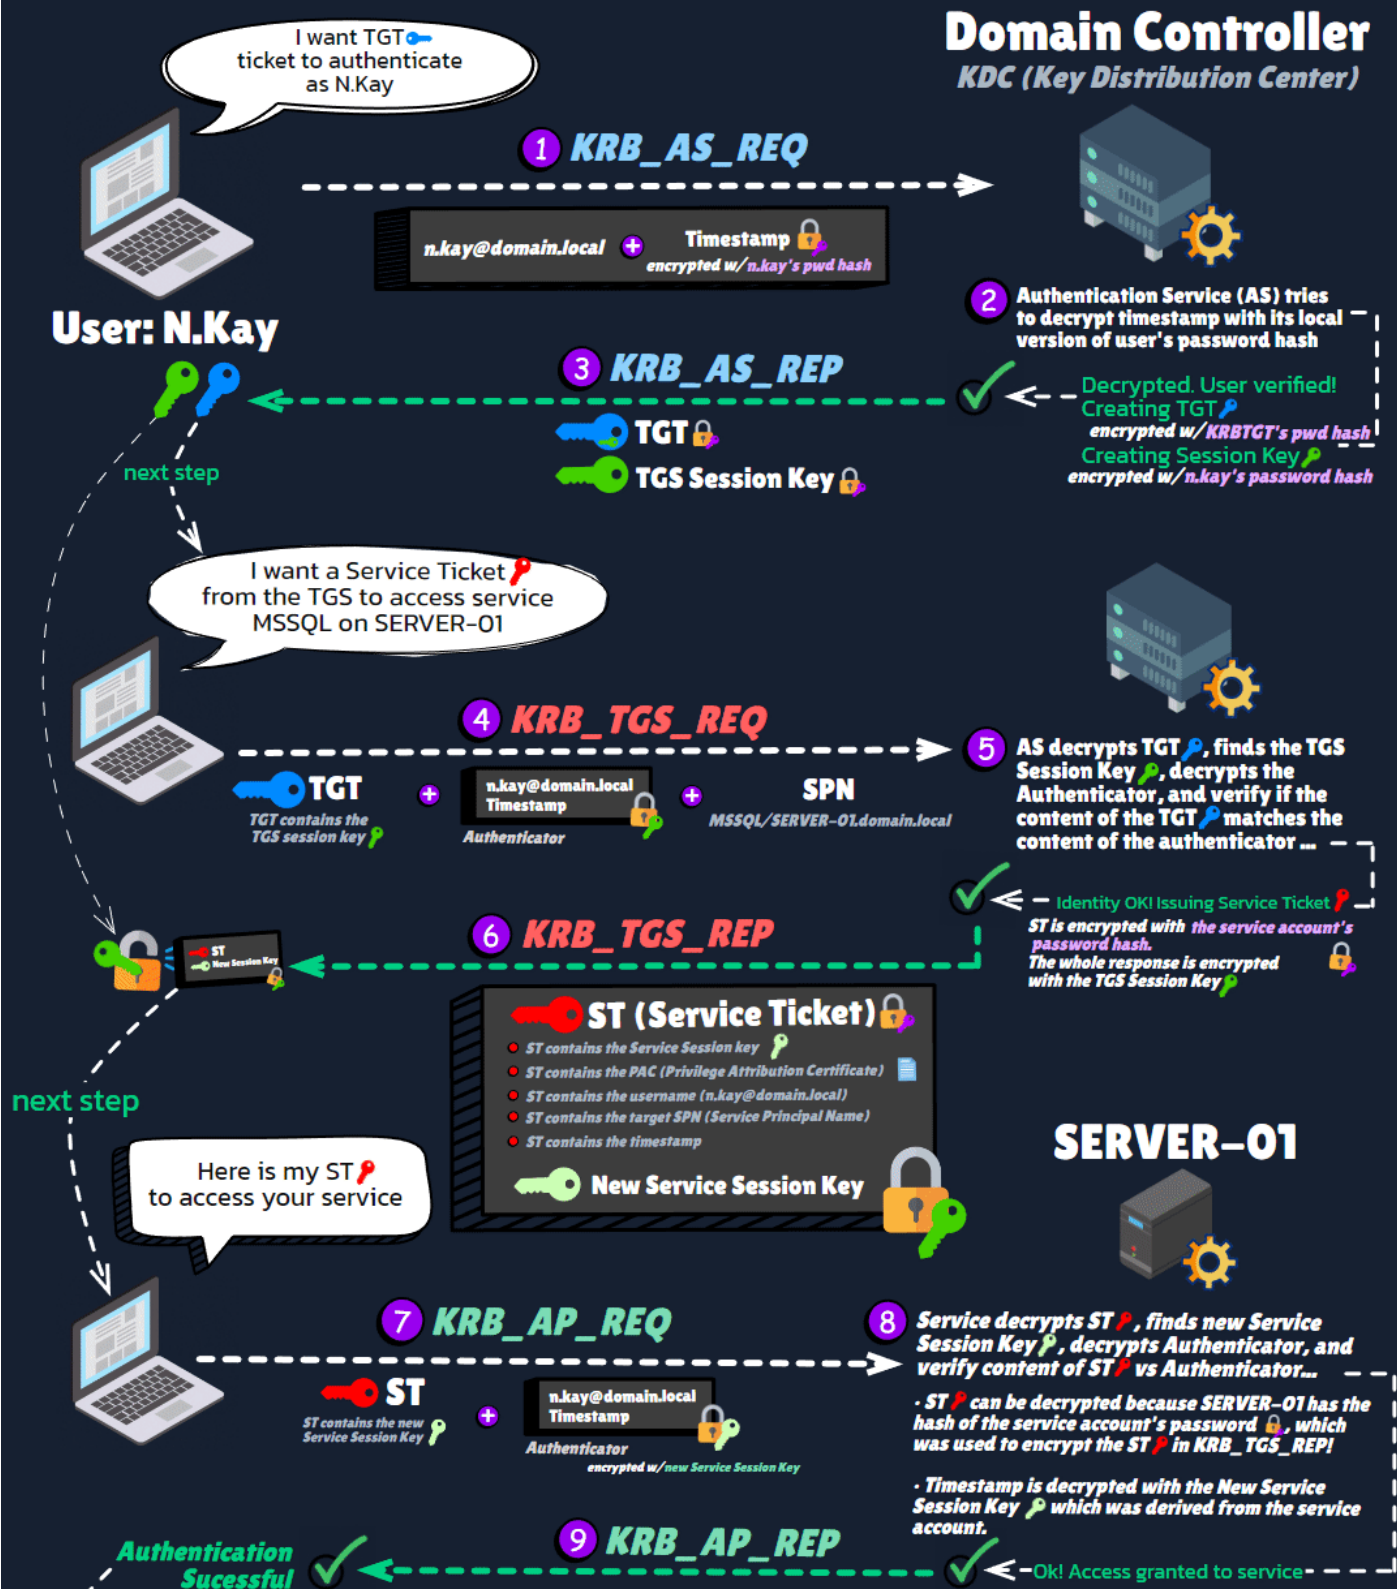 I want TGT
ticket to authenticate
as N.Kay
Domain Controller
KDC (Key Distribution Center)
1 KRB_AS_REQ
n.kay@domain.local + Timestamp
encrypted w/n.kay's pwd hash
User: N.Kay
2 Authentication Service (AS) tries
to decrypt timestamp with its local
version of user's password hash
3 KRB_AS_REP
Decrypted. User verified!
Creating TGT
encrypted w/KRBTGT's pwd hash
Creating Session Key
encrypted w/n.kay's password hash
TGT
TGS Session Key
next step
I want a Service Ticket
from the TGS to access service
MSSQL on SERVER-01
4 KRB_TGS_REQ
TGT
TGT contains the
TGS session key
+
n.kay@domain.local
Timestamp
Authenticator
+
SPN
MSSQL/SERVER-01.domain.local
5 AS decrypts TGT, finds the TGS
Session Key, decrypts the
Authenticator, and verify if the
content of the TGT matches the
content of the authenticator ...
Identity OK! Issuing Service Ticket
ST is encrypted with the service account's
password hash.
The whole response is encrypted
with the TGS Session Key
6 KRB_TGS_REP
ST
New Session Key
ST (Service Ticket)
ST contains the Service Session key
ST contains the PAC (Privilege Attribution Certificate)
ST contains the username (n.kay@domain.local)
ST contains the target SPN (Service Principal Name)
ST contains the timestamp
New Service Session Key
next step
Here is my ST
to access your service
SERVER-01
7 KRB_AP_REQ
ST
ST contains the new
Service Session Key
+
n.kay@domain.local
Timestamp
Authenticator
encrypted w/new Service Session Key
8 Service decrypts ST, finds new Service
Session Key, decrypts Authenticator, and
verify content of ST vs Authenticator...
· ST can be decrypted because SERVER-01 has the
hash of the service account's password, which
was used to encrypt the ST in KRB_TGS_REP!
· Timestamp is decrypted with the New Service
Session Key which was derived from the service
account.
9 KRB_AP_REP
Ok! Access granted to service
Authentication
Sucessful